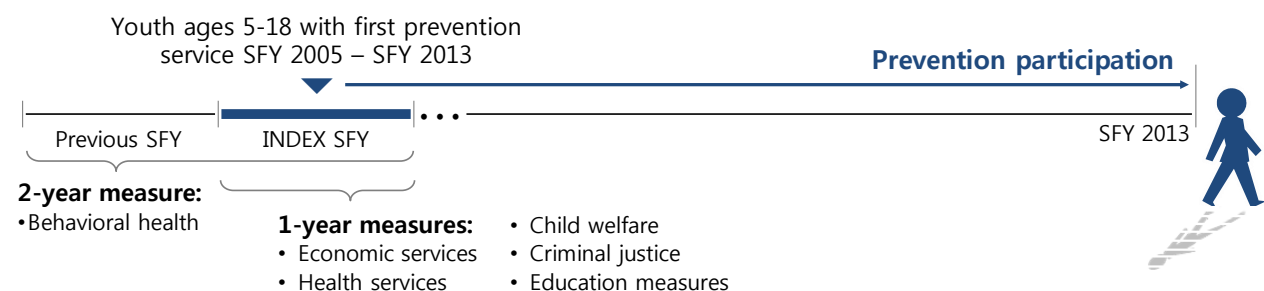 Youth ages 5-18 with first prevention
service SFY 2005 – SFY 2013
Prevention participation
Previous SFY
INDEX SFY
SFY 2013
2-year measure:
•Behavioral health
1-year measures:
• Economic services
• Health services
• Child welfare
• Criminal justice
• Education measures